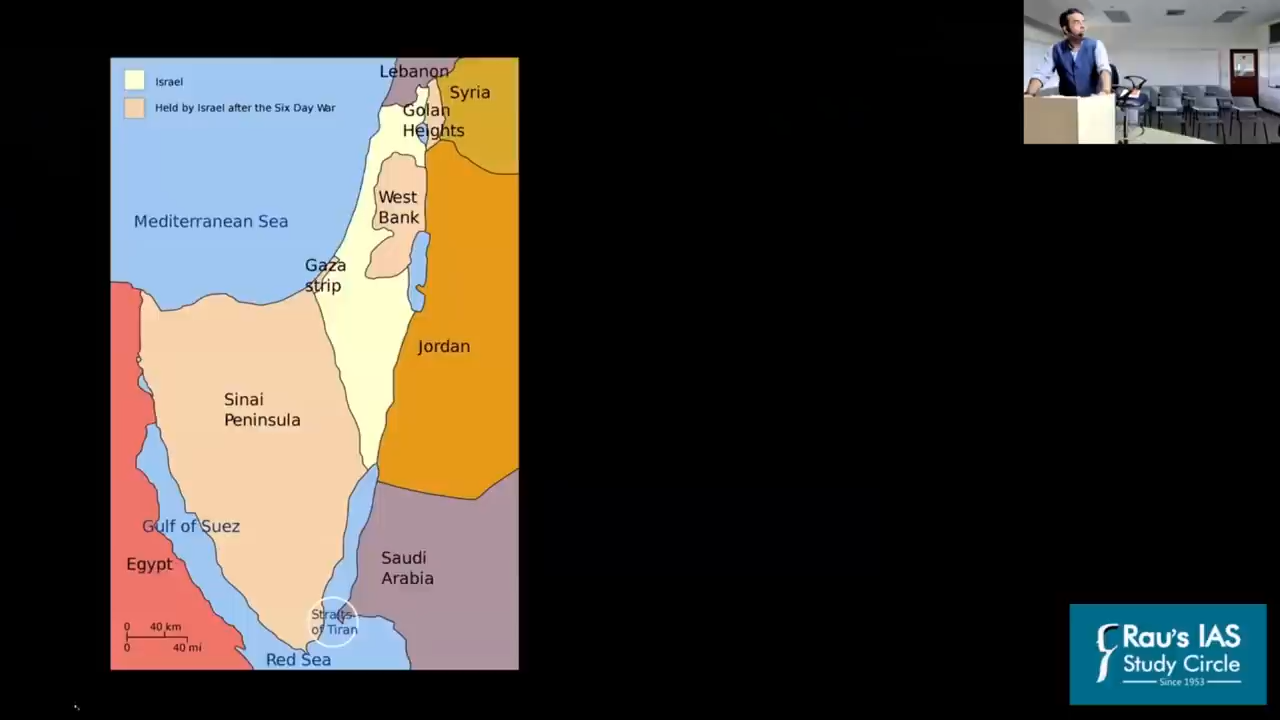 Israel
Held by Israel after the Six Day War
Lebanon
Syria
Golan
Heights
West
Bank
Mediterranean Sea
Gaza
strip
Jordan
Sinai
Peninsula
Gulf of Suez
Egypt
Saudi
Arabia
Straits
of Tiran
0 40 km
0 40 mi
Red Sea
Rau's IAS
Study Circle
Since 1953